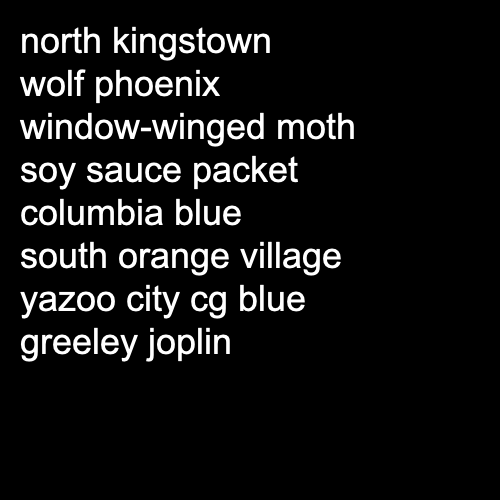 north kingstown
wolf phoenix
window-winged moth
soy sauce packet
columbia blue
south orange village
yazoo city cg blue
greeley joplin